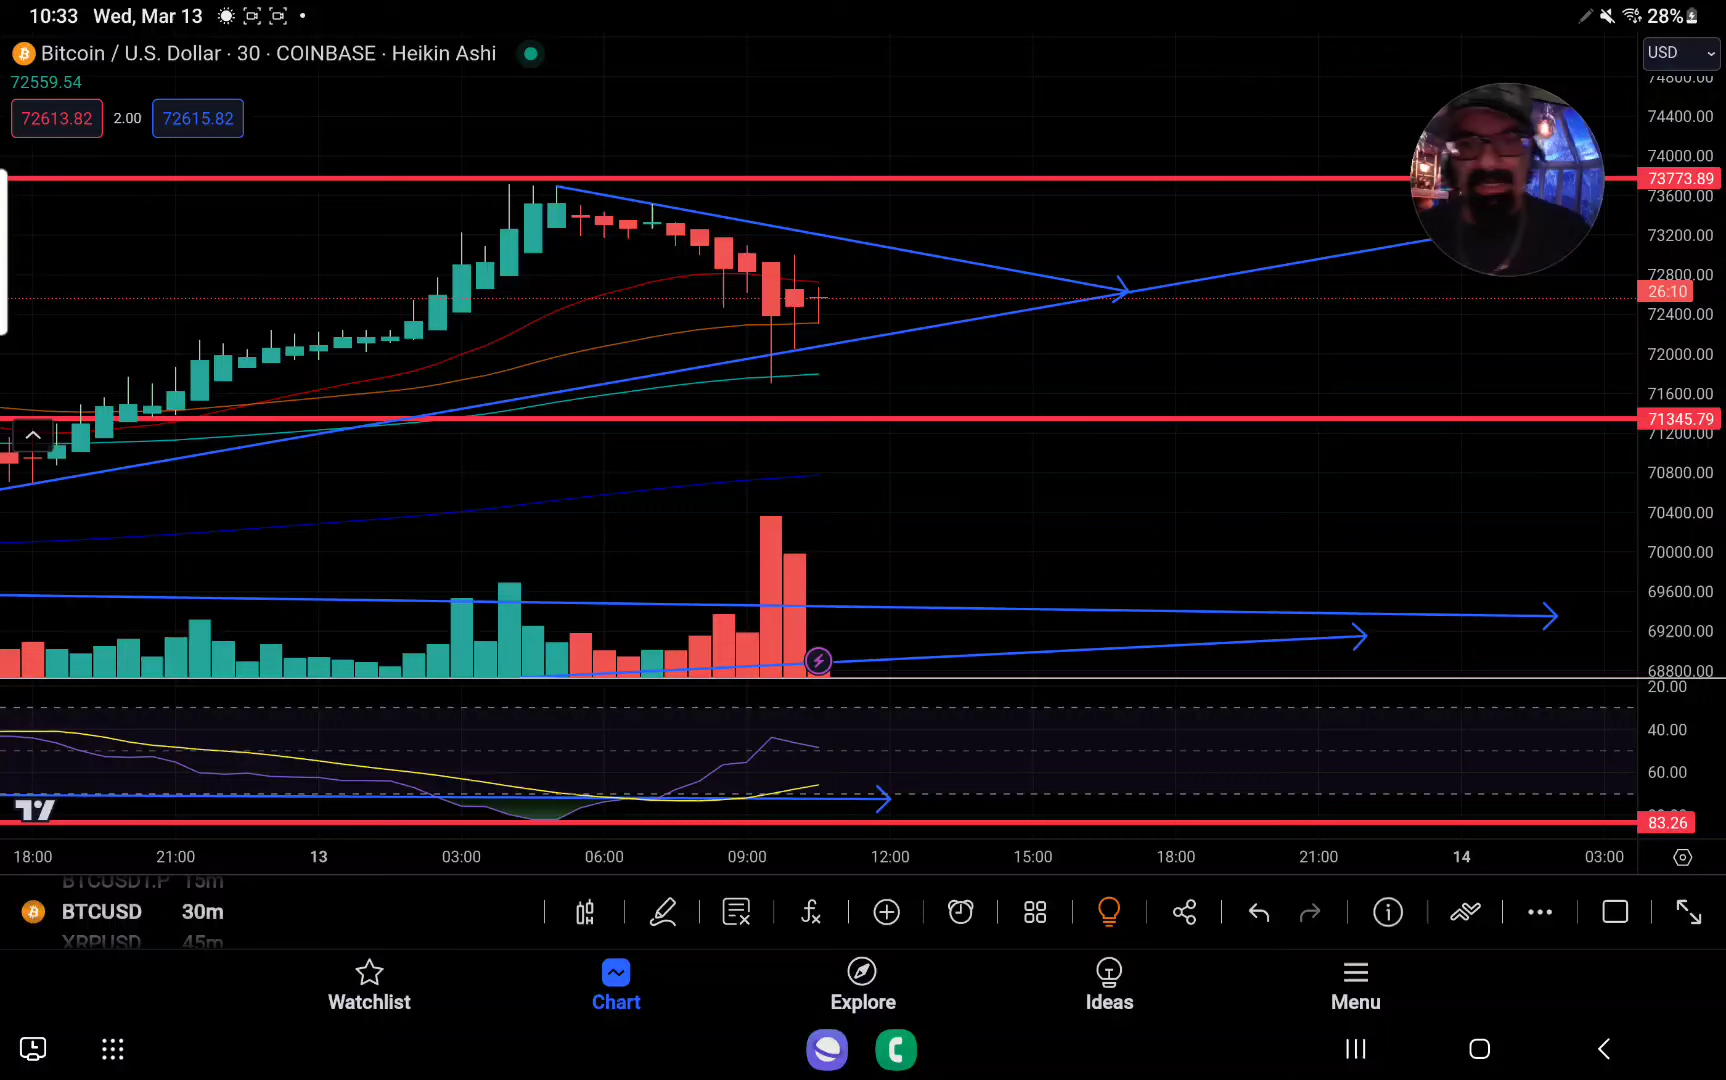 10:33 Wed, Mar 13
28%
Bitcoin / U.S. Dollar · 30 · COINBASE · Heikin Ashi
72559.54
72613.82 2.00 72615.82
USD
74800.00
74400.00
74000.00
73773.89
73600.00
73200.00
72800.00
26:10
72400.00
72000.00
71600.00
71345.79
71200.00
70800.00
70400.00
70000.00
69600.00
69200.00
68800.00
20.00
40.00
60.00
83.26
18:00 21:00 13 03:00 06:00 09:00 12:00 15:00 18:00 21:00 14 03:00
BTCUSDT.P 15m
BTCUSD 30m
XRPUSD 45m
Watchlist Chart Explore Ideas Menu